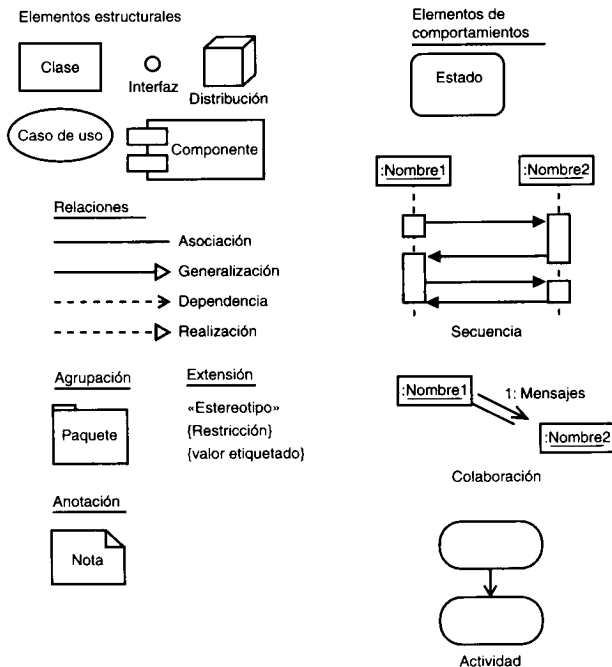 Elementos estructurales
Clase
Interfaz
Distribución
Caso de uso
Componente
Relaciones
Asociación
Generalización
Dependencia
Realización
Agrupación
Paquete
Extensión
«Estereotipo»
{Restricción}
{valor etiquetado}
Anotación
Nota
Elementos de
comportamientos
Estado
:Nombre1
:Nombre2
Secuencia
:Nombre1
1: Mensajes
:Nombre2
Colaboración
Actividad